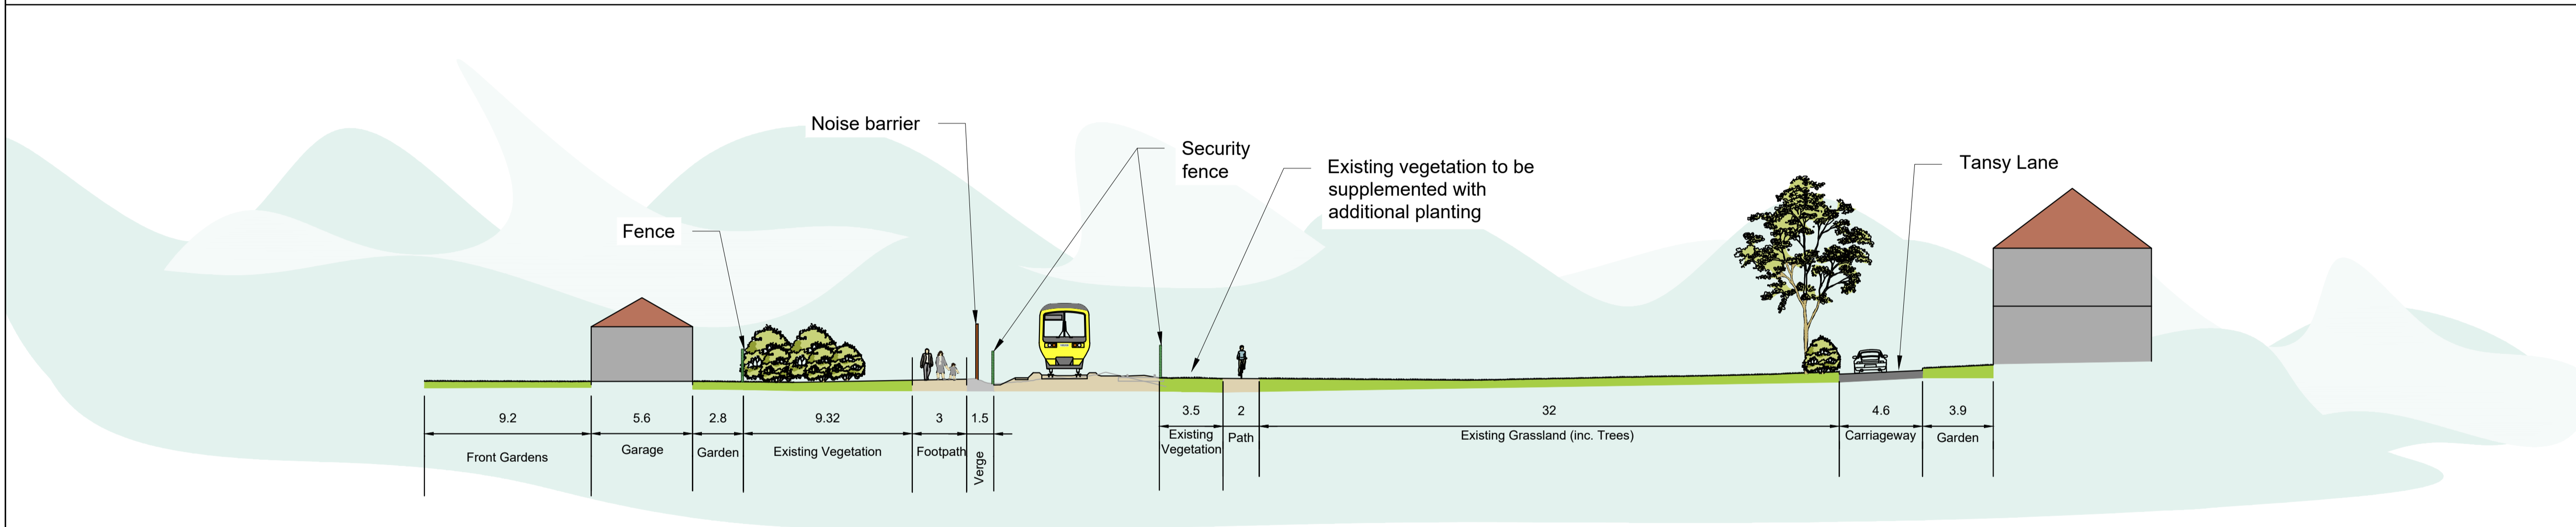 Noise barrier
Security
fence
Existing vegetation to be
supplemented with
additional planting
Tansy Lane
Fence
9.2
5.6
2.8
9.32
3
1.5
3.5
2
32
4.6
3.9
Front Gardens
Garage
Garden
Existing Vegetation
Footpath
Verge
Existing
Vegetation
Path
Existing Grassland (inc. Trees)
Carriageway
Garden